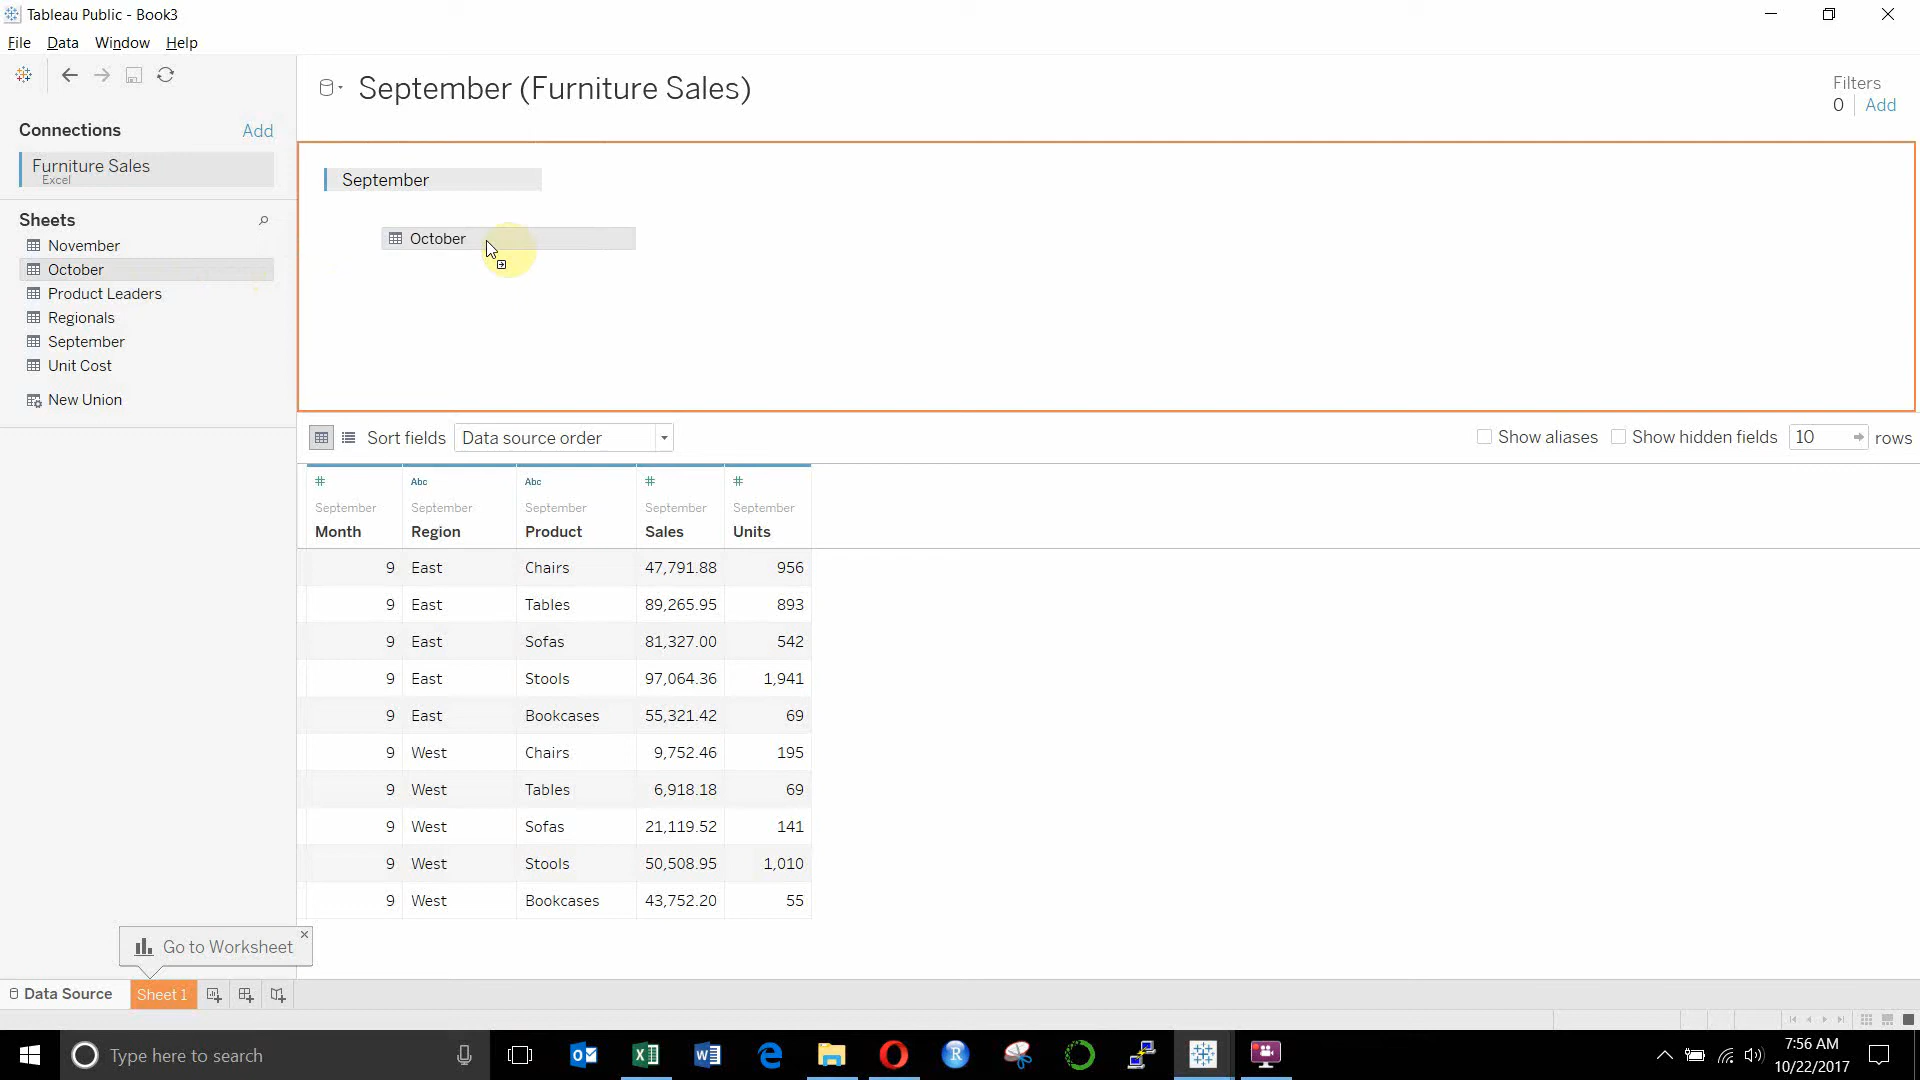 Tableau Public - Book3
File Data Window Help
Connections Add
Furniture Sales
Excel
Sheets
November
October
Product Leaders
Regionals
September
Unit Cost
New Union
September (Furniture Sales)
Filters
0 Add
September
October
Sort fields Data source order Show aliases Show hidden fields 10 rows
# Abc Abc # #
September September September September September
Month Region Product Sales Units
9 East Chairs 47,791.88 956
9 East Tables 89,265.95 893
9 East Sofas 81,327.00 542
9 East Stools 97,064.36 1,941
9 East Bookcases 55,321.42 69
9 West Chairs 9,752.46 195
9 West Tables 6,918.18 69
9 West Sofas 21,119.52 141
9 West Stools 50,508.95 1,010
9 West Bookcases 43,752.20 55
Go to Worksheet
Data Source Sheet 1
Type here to search
7:56 AM
10/22/2017